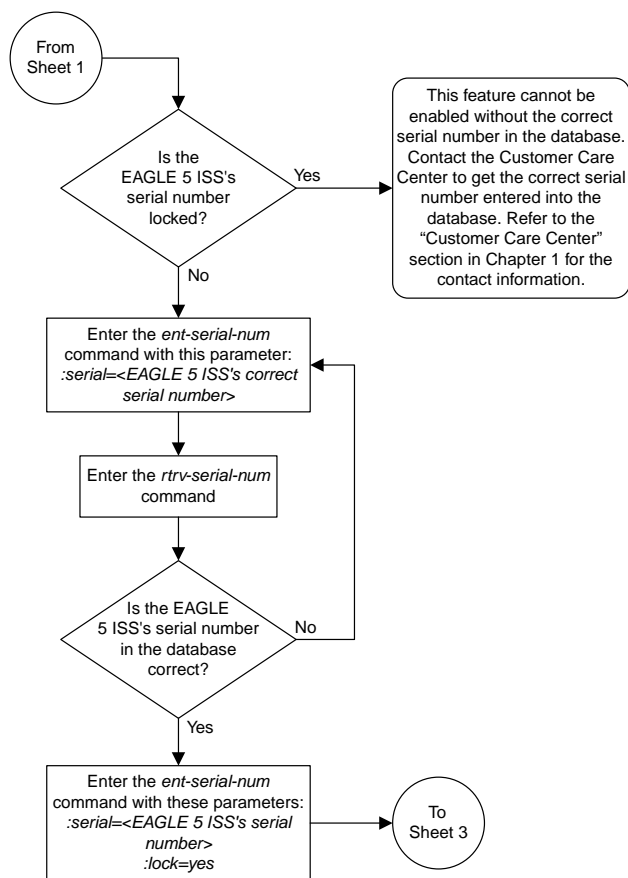 From
Sheet 1
Is the
EAGLE 5 ISS's
serial number
locked?
Yes
This feature cannot be
enabled without the correct
serial number in the database.
Contact the Customer Care
Center to get the correct serial
number entered into the
database. Refer to the
“Customer Care Center”
section in Chapter 1 for the
contact information.
No
Enter the ent-serial-num
command with this parameter:
:serial=<EAGLE 5 ISS's correct
serial number>
Enter the rtrv-serial-num
command
Is the EAGLE
5 ISS's serial number
in the database
correct?
No
Yes
Enter the ent-serial-num
command with these parameters:
:serial=<EAGLE 5 ISS's serial
number>
:lock=yes
To
Sheet 3